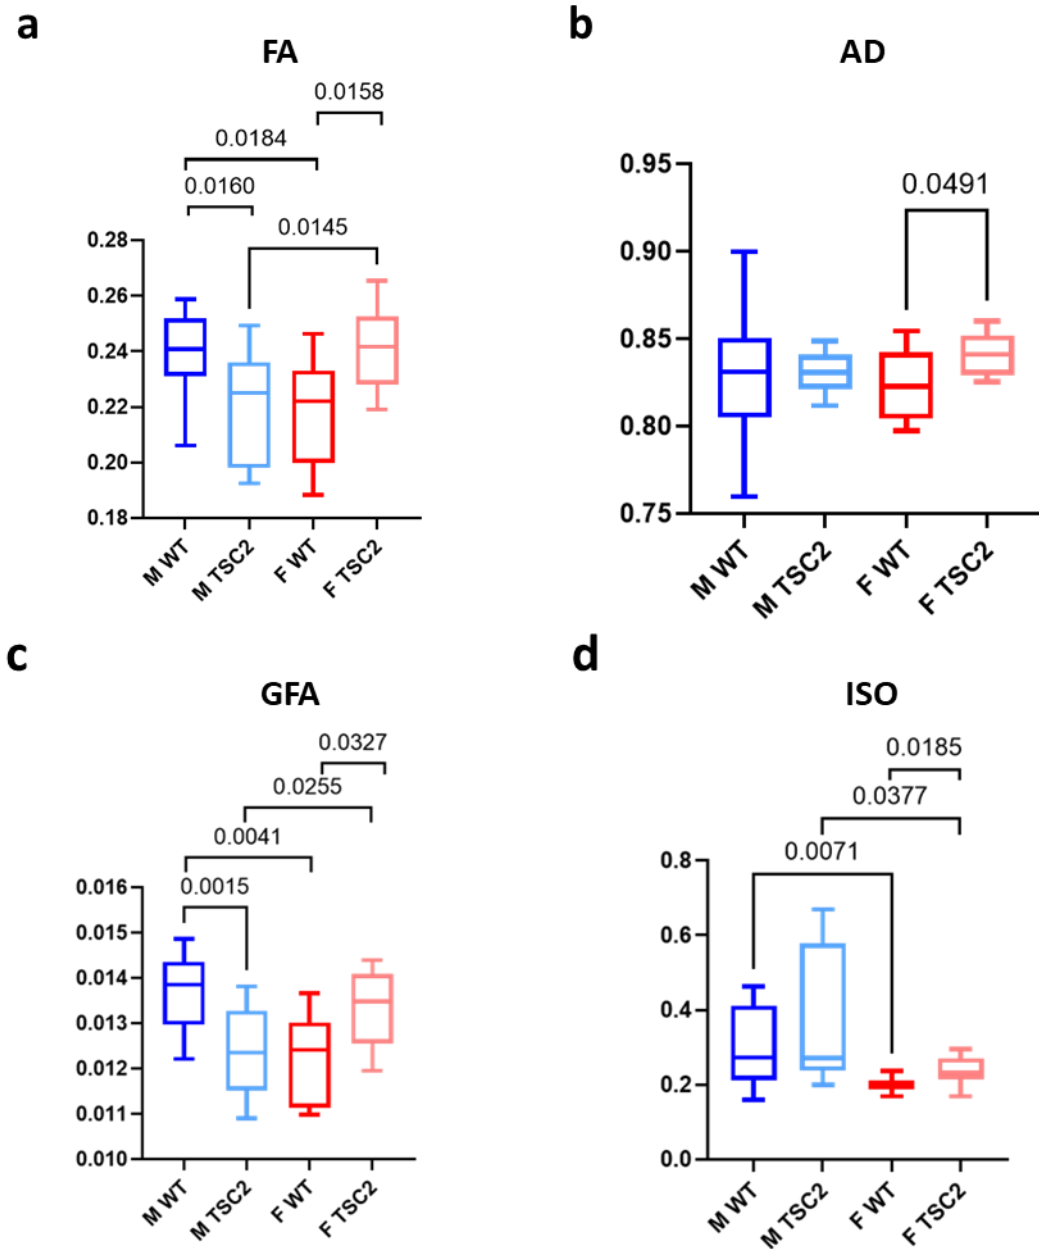 a
FA
0.0158
0.0184
0.0160
0.0145
0.28
0.26
0.24
0.22
0.20
0.18
M WT
M TSC2
F WT
F TSC2
b
AD
0.0491
0.95
0.90
0.85
0.80
0.75
M WT
M TSC2
F WT
F TSC2
c
GFA
0.0327
0.0255
0.0041
0.0015
0.016
0.015
0.014
0.013
0.012
0.011
0.010
M WT
M TSC2
F WT
F TSC2
d
ISO
0.0185
0.0377
0.0071
0.8
0.6
0.4
0.2
0.0
M WT
M TSC2
F WT
F TSC2